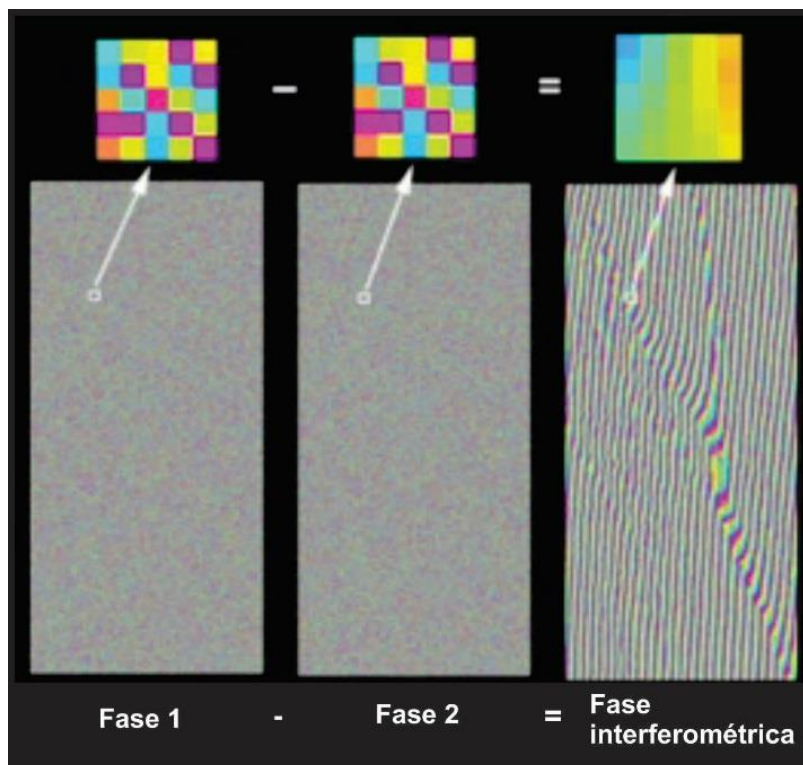 - =
Fase 1 - Fase 2 = Fase
interferométrica